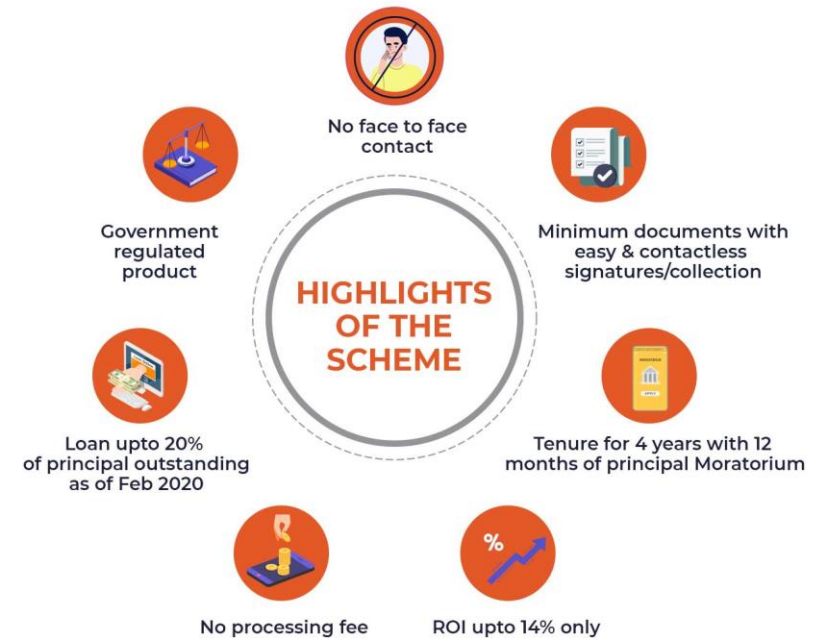 No face to face
contact
Government
regulated
product
Minimum documents with
easy & contactless
signatures/collection
HIGHLIGHTS
OF THE
SCHEME
Loan upto 20%
of principal outstanding
as of Feb 2020
Tenure for 4 years with 12
months of principal Moratorium
%
No processing fee
ROI upto 14% only